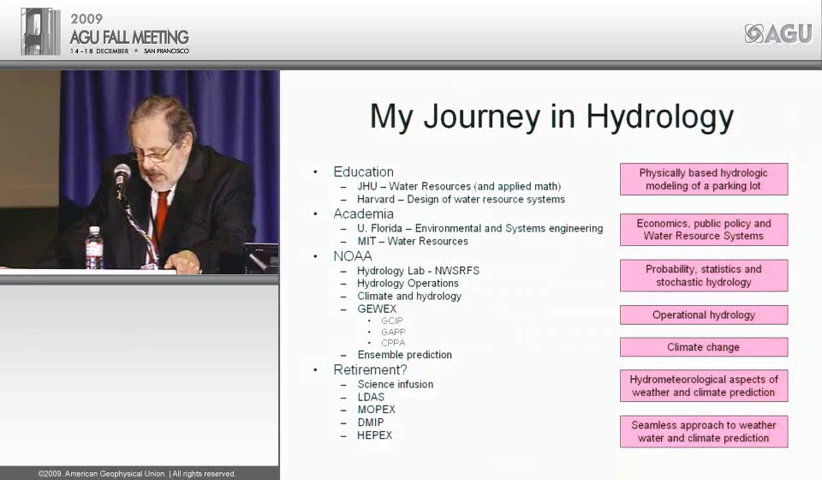 2009
AGU FALL MEETING
14 - 18 DECEMBER • SAN FRANCISCO
AGU
My Journey in Hydrology
• Education
– JHU – Water Resources (and applied math)
– Harvard – Design of water resource systems
• Academia
– U. Florida – Environmental and Systems engineering
– MIT – Water Resources
• NOAA
– Hydrology Lab - NWSRFS
– Hydrology Operations
– Climate and hydrology
– GEWEX
• GCIP
• GAPP
• CPPA
– Ensemble prediction
• Retirement?
– Science infusion
– LDAS
– MOPEX
– DMIP
– HEPEX
Physically based hydrologic
modeling of a parking lot
Economics, public policy and
Water Resource Systems
Probability, statistics and
stochastic hydrology
Operational hydrology
Climate change
Hydrometeorological aspects of
weather and climate prediction
Seamless approach to weather
water and climate prediction
©2009. American Geophysical Union. | All rights reserved.